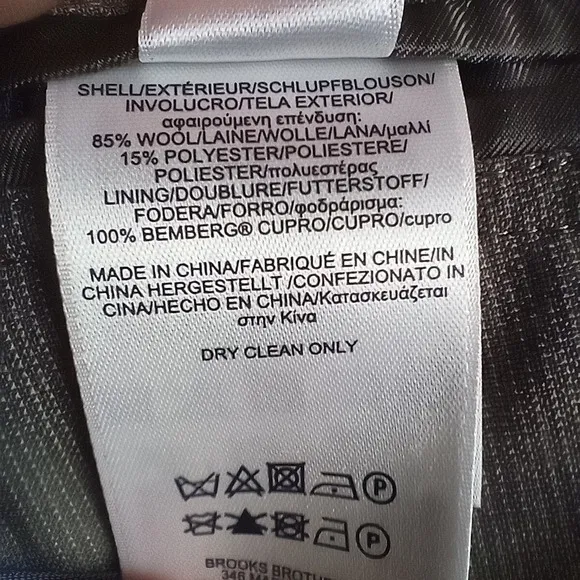 SHELL/EXTÉRIEUR/SCHLUPFBLOUSON/
INVOLUCRO/TELA EXTERIOR/
αφαιρούμενη επένδυση:
85% WOOL/LAINE/WOLLE/LANA/μαλλί
15% POLYESTER/POLIESTERE/
POLIESTER/πολυεστέρας
LINING/DOUBLURE/FUTTERSTOFF/
FODERA/FORRO/φοδράρισμα:
100% BEMBERG® CUPRO/CUPRO/cupro
MADE IN CHINA/FABRIQUÉ EN CHINE/IN
CHINA HERGESTELLT /CONFEZIONATO IN
CINA/HECHO EN CHINA/Κατασκευάζεται
στην Κίνα
DRY CLEAN ONLY
P
P
BROOKS
346